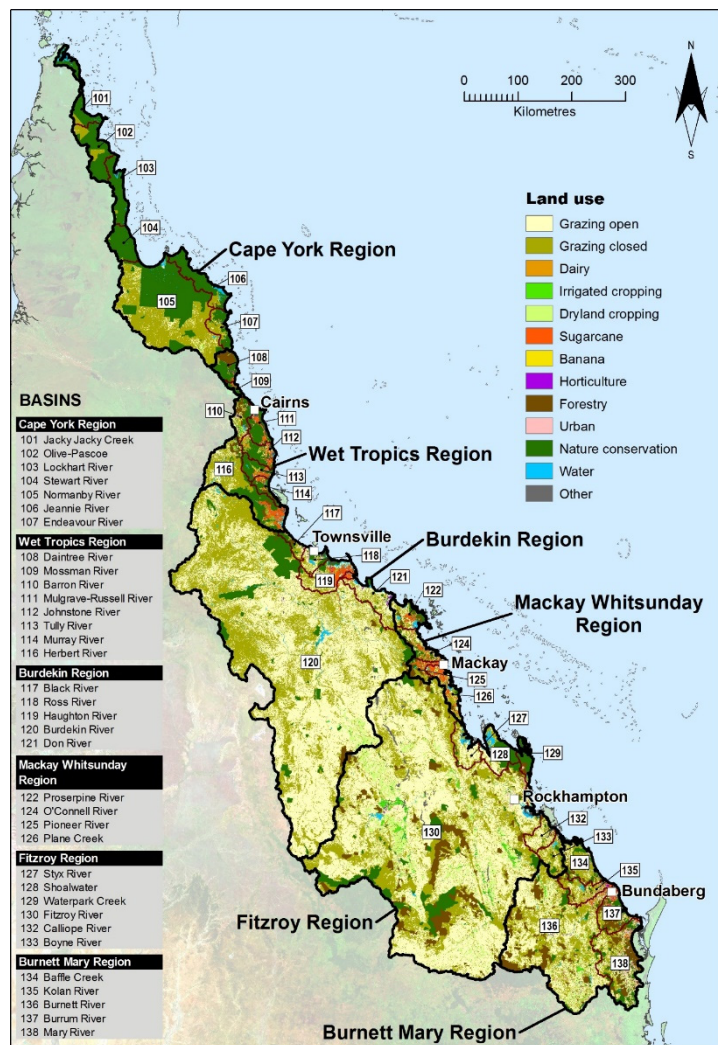 N
0 100 200 300
Kilometres
S
101
102
103
104
Cape York Region
106
105
107
108
109
Land use
Grazing open
Grazing closed
Dairy
Irrigated cropping
Dryland cropping
Sugarcane
Banana
Horticulture
Forestry
Urban
Nature conservation
Water
Other
110
Cairns
111
112
Wet Tropics Region
116
113
114
117
Townsville
118
Burdekin Region
119
121
122
Mackay Whitsunday
Region
120
124
Mackay
125
126
127
128
129
Rockhampton
130
132
133
134
135
Bundaberg
Fitzroy Region
136
137
138
Burnett Mary Region
BASINS
Cape York Region
101 Jacky Jacky Creek
102 Olive-Pascoe
103 Lockhart River
104 Stewart River
105 Normanby River
106 Jeannie River
107 Endeavour River
Wet Tropics Region
108 Daintree River
109 Mossman River
110 Barron River
111 Mulgrave-Russell River
112 Johnstone River
113 Tully River
114 Murray River
116 Herbert River
Burdekin Region
117 Black River
118 Ross River
119 Haughton River
120 Burdekin River
121 Don River
Mackay Whitsunday
Region
122 Proserpine River
124 O'Connell River
125 Pioneer River
126 Plane Creek
Fitzroy Region
127 Styx River
128 Shoalwater
129 Waterpark Creek
130 Fitzroy River
132 Calliope River
133 Boyne River
Burnett Mary Region
134 Baffle Creek
135 Kolan River
136 Burnett River
137 Burrum River
138 Mary River